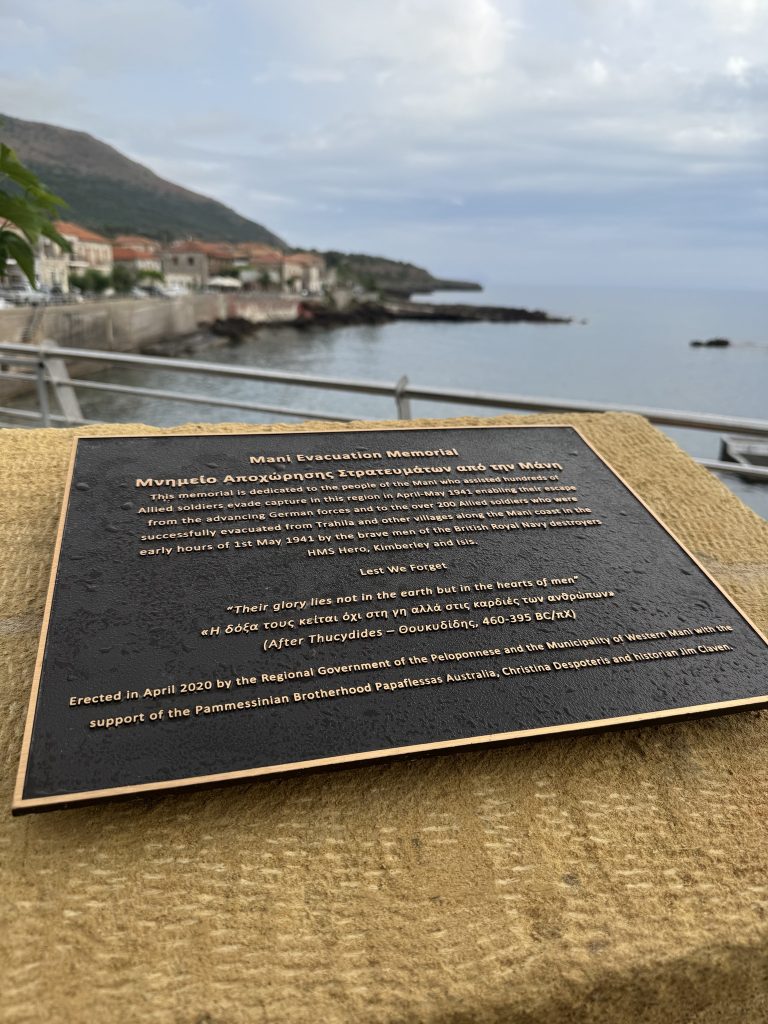 Mani Evacuation Memorial
Μνημείο Αποχώρησης Στρατευμάτων από την Μάνη
This memorial is dedicated to the people of the Mani who assisted hundreds of
Allied soldiers evade capture in this region in April-May 1941 enabling their escape
from the advancing German forces and to the over 200 Allied soldiers who were
successfully evacuated from Trahila and other villages along the Mani coast in the
early hours of 1st May 1941 by the brave men of the British Royal Navy destroyers
HMS Hero, Kimberley and Isis.
Lest We Forget
“Their glory lies not in the earth but in the hearts of men”
«Η δόξα τους κείται όχι στη γη αλλά στις καρδιές των ανθρώπων»
(After Thucydides – Θουκυδίδης, 460-395 BC/πΧ)
Erected in April 2020 by the Regional Government of the Peloponnese and the Municipality of Western Mani with the
support of the Pammessinian Brotherhood Papaflessas Australia, Christina Despoteris and historian Jim Claven.